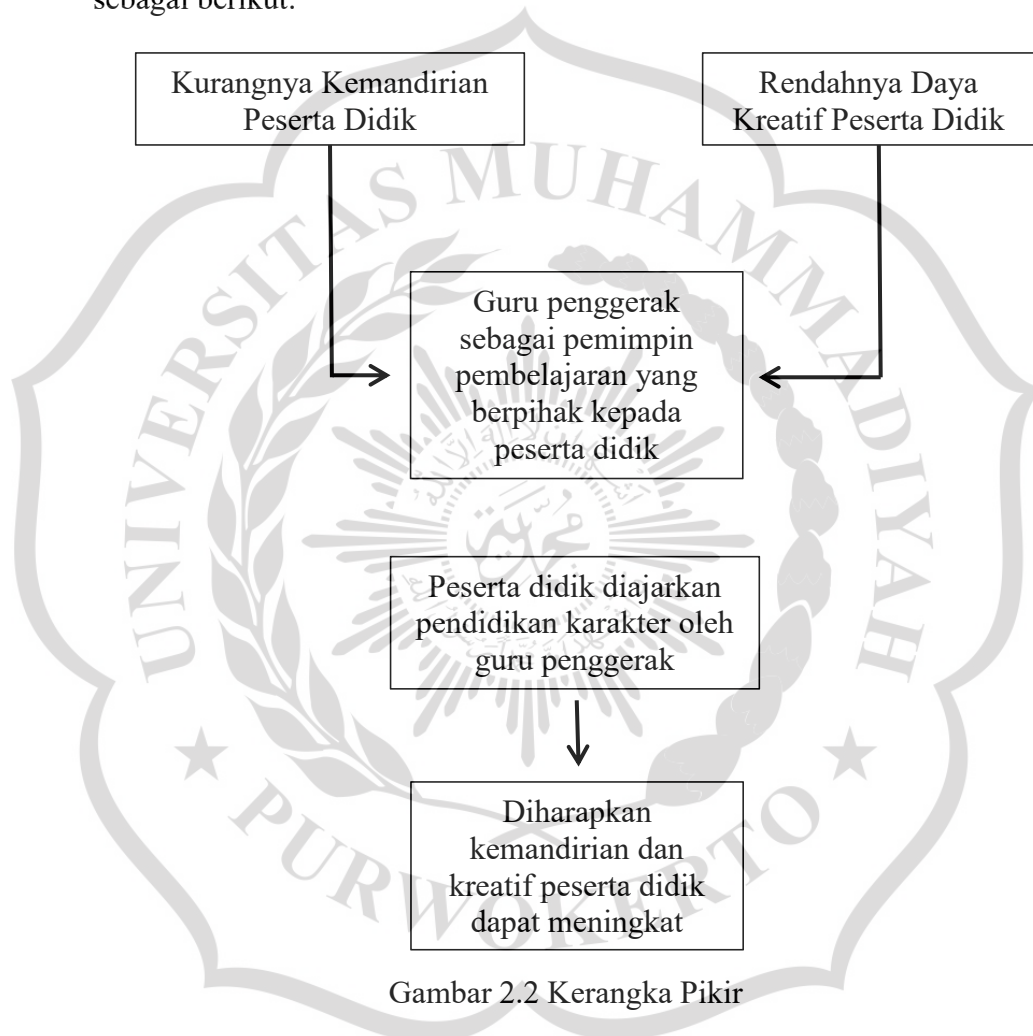 sebagai berikut:
Kurangnya Kemandirian
Peserta Didik
Rendahnya Daya
Kreatif Peserta Didik
Guru penggerak
sebagai pemimpin
pembelajaran yang
berpihak kepada
peserta didik
Peserta didik diajarkan
pendidikan karakter oleh
guru penggerak
Diharapkan
kemandirian dan
kreatif peserta didik
dapat meningkat
Gambar 2.2 Kerangka Pikir
UNIVERSITAS MUHAMMADIYAH
PURWOKERTO